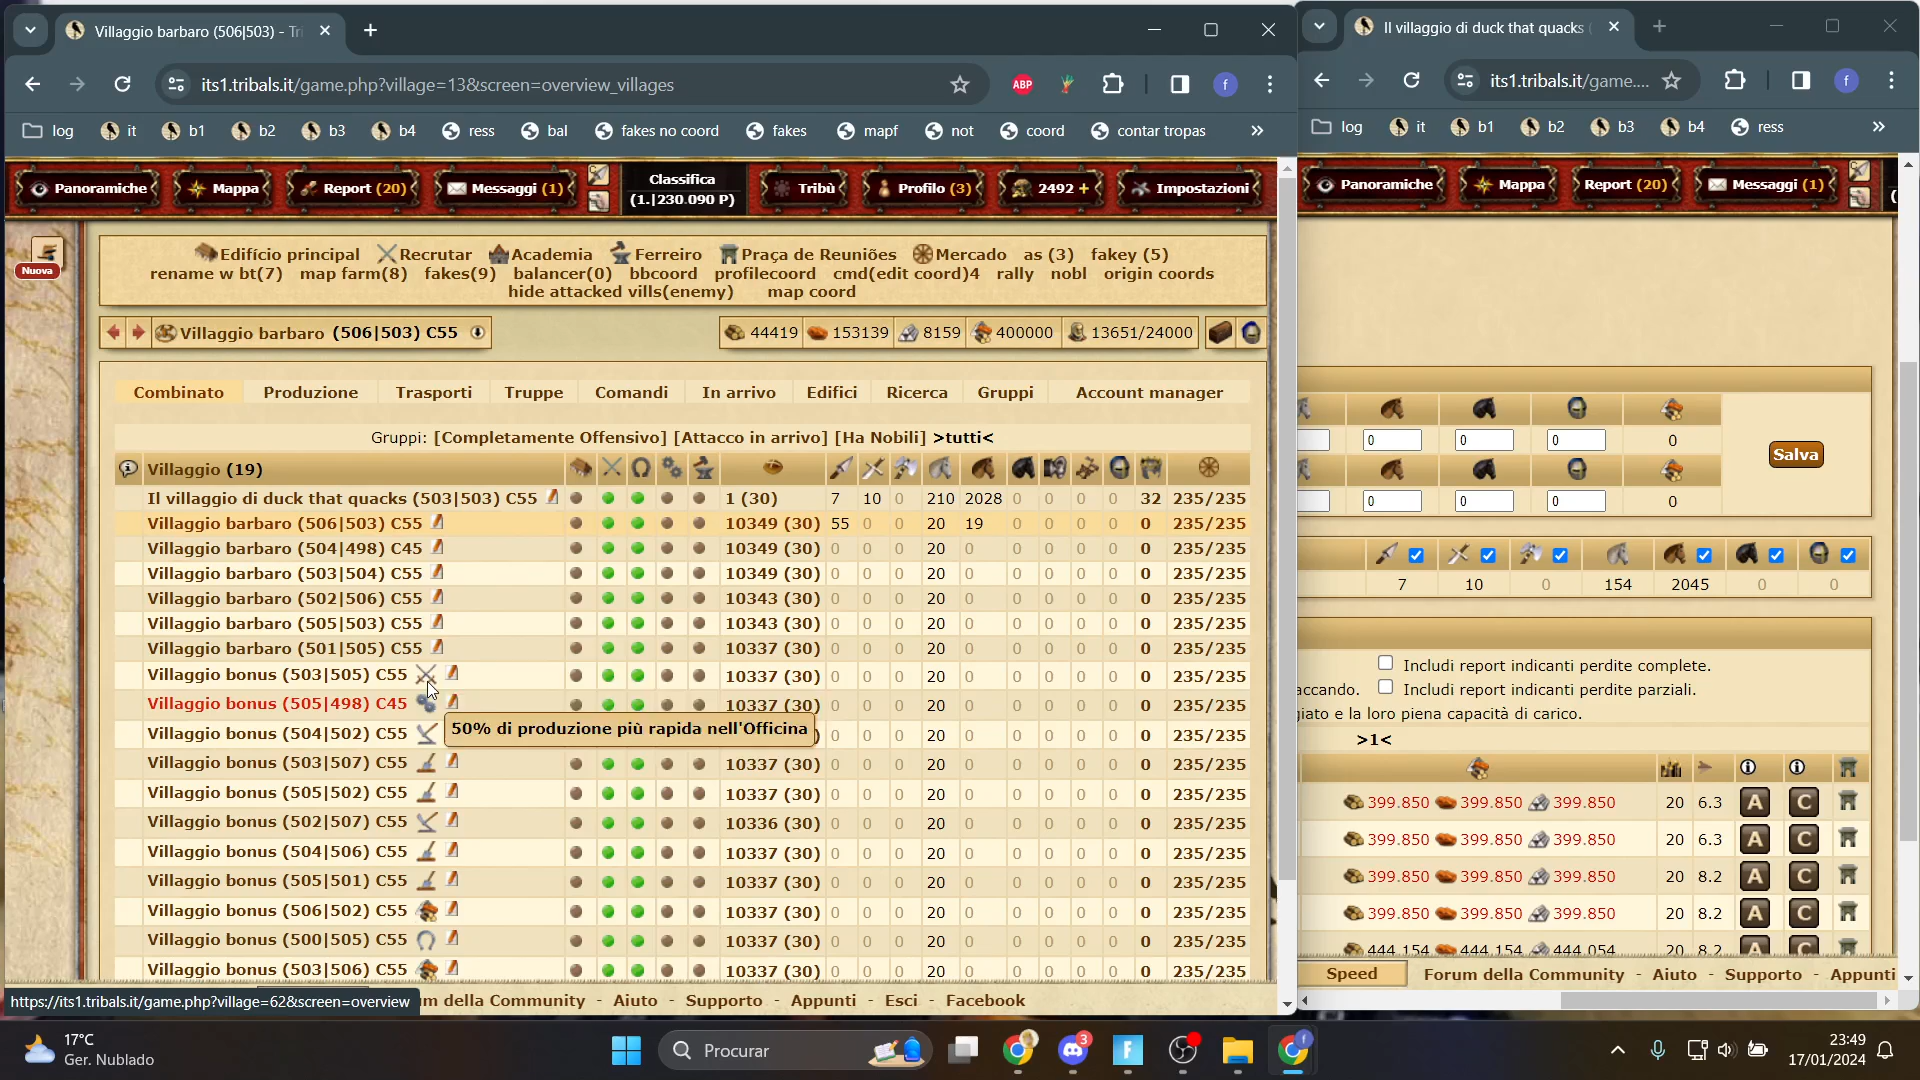 Villaggio barbaro (506|503) - Tri
Il villaggio di duck that quacks (
its1.tribals.it/game.php?village=13&screen=overview_villages
ABP
f
its1.tribals.it/game....
f
log it b1 b2 b3 b4 ress bal fakes no coord fakes mapf not coord contar tropas »
log it b1 b2 b3 b4 ress »
Panoramiche Mappa Report (20) Messaggi (1) Classifica (1.|230.090 P) Tribù Profilo (3) 2492 + Impostazioni
Panoramiche Mappa Report (20) Messaggi (1)
Nuova
Edifício principal Recrutar Academia Ferreiro Praça de Reuniões Mercado as (3) fakey (5)
rename w bt(7) map farm(8) fakes(9) balancer(0) bbcoord profilecoord cmd(edit coord)4 rally nobl origin coords
hide attacked vills(enemy) map coord
Villaggio barbaro (506|503) C55 44419 153139 8159 400000 13651/24000
Combinato Produzione Trasporti Truppe Comandi In arrivo Edifici Ricerca Gruppi Account manager
Gruppi: [Completamente Offensivo] [Attacco in arrivo] [Ha Nobili] >tutti<
Villaggio (19)
Il villaggio di duck that quacks (503|503) C55 1 (30) 7 10 0 210 2028 0 0 0 0 32 235/235
Villaggio barbaro (506|503) C55 10349 (30) 55 0 0 20 19 0 0 0 0 0 235/235
Villaggio barbaro (504|498) C45 10349 (30) 0 0 0 20 0 0 0 0 0 0 235/235
Villaggio barbaro (503|504) C55 10349 (30) 0 0 0 20 0 0 0 0 0 0 235/235
Villaggio barbaro (502|506) C55 10343 (30) 0 0 0 20 0 0 0 0 0 0 235/235
Villaggio barbaro (505|503) C55 10343 (30) 0 0 0 20 0 0 0 0 0 0 235/235
Villaggio barbaro (501|505) C55 10337 (30) 0 0 0 20 0 0 0 0 0 0 235/235
Villaggio bonus (503|505) C55 10337 (30) 0 0 0 20 0 0 0 0 0 0 235/235
Villaggio bonus (505|498) C45 10337 (30) 0 0 0 20 0 0 0 0 0 0 235/235
50% di produzione più rapida nell'Officina
Villaggio bonus (504|502) C55 ) 0 0 0 20 0 0 0 0 0 0 235/235
Villaggio bonus (503|507) C55 10337 (30) 0 0 0 20 0 0 0 0 0 0 235/235
Villaggio bonus (505|502) C55 10337 (30) 0 0 0 20 0 0 0 0 0 0 235/235
Villaggio bonus (502|507) C55 10336 (30) 0 0 0 20 0 0 0 0 0 0 235/235
Villaggio bonus (504|506) C55 10337 (30) 0 0 0 20 0 0 0 0 0 0 235/235
Villaggio bonus (505|501) C55 10337 (30) 0 0 0 20 0 0 0 0 0 0 235/235
Villaggio bonus (506|502) C55 10337 (30) 0 0 0 20 0 0 0 0 0 0 235/235
Villaggio bonus (500|505) C55 10337 (30) 0 0 0 20 0 0 0 0 0 0 235/235
Villaggio bonus (503|506) C55 10337 (30) 0 0 0 20 0 0 0 0 0 0 235/235
https://its1.tribals.it/game.php?village=62&screen=overview
m della Community - Aiuto - Supporto - Appunti - Esci - Facebook
0 0 0 0
Salva
0 0 0 0
7 10 0 154 2045 0 0
Includi report indicanti perdite complete.
accando. Includi report indicanti perdite parziali.
giato e la loro piena capacità di carico.
>1<
399.850 399.850 399.850 20 6.3 A C
399.850 399.850 399.850 20 6.3 A C
399.850 399.850 399.850 20 8.2 A C
399.850 399.850 399.850 20 8.2 A C
444.154 444.154 444.054 20 8.2 A C
Speed Forum della Community - Aiuto - Supporto - Appunti
17°C
Ger. Nublado
Procurar
3
f
23:49
17/01/2024